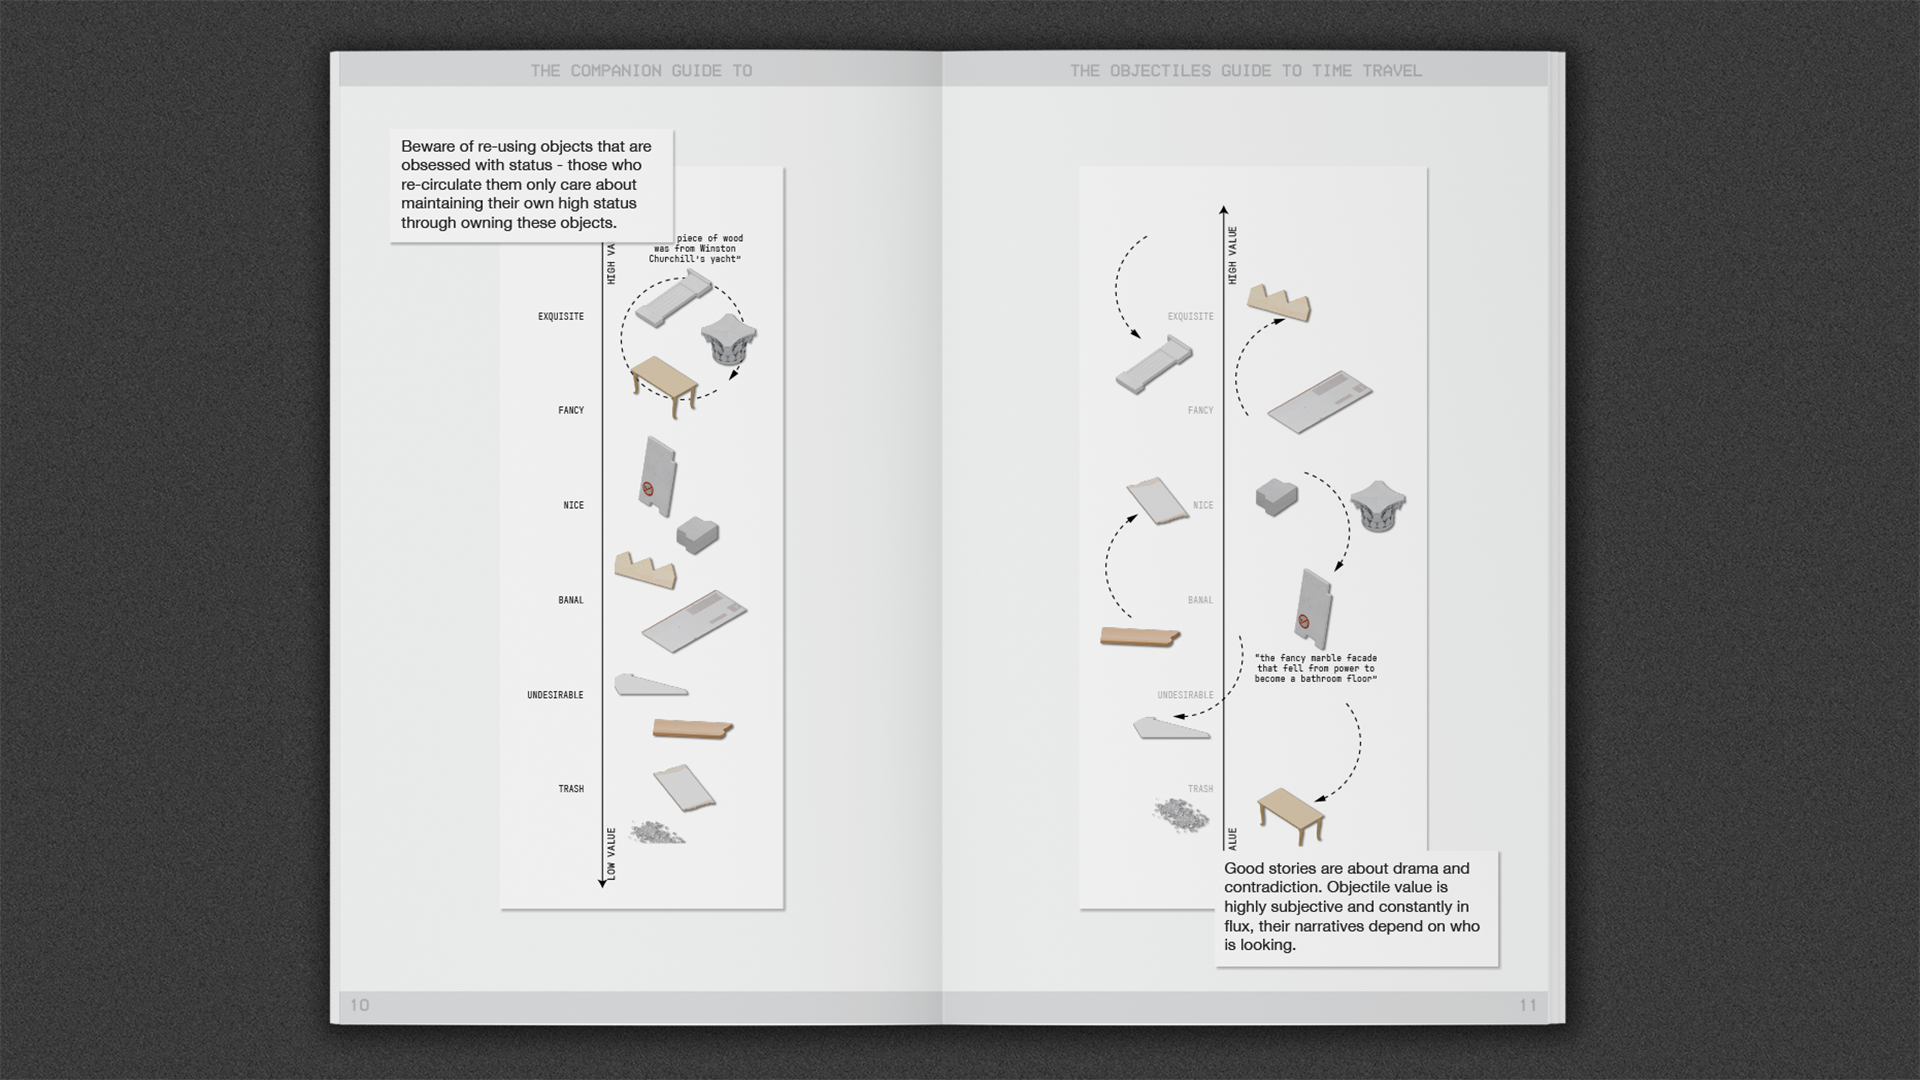 THE COMPANION GUIDE TO
Beware of re-using objects that are
obsessed with status - those who
re-circulate them only care about
maintaining their own high status
through owning these objects.
piece of wood
was from Winston
Churchill's yacht"
HIGH VA
EXQUISITE
FANCY
NICE
BANAL
UNDESIRABLE
TRASH
LOW VALUE
10
THE OBJECTILES GUIDE TO TIME TRAVEL
HIGH VALUE
EXQUISITE
FANCY
NICE
BANAL
"the fancy marble facade
that fell from power to
become a bathroom floor"
UNDESIRABLE
TRASH
ALUE
Good stories are about drama and
contradiction. Objectile value is
highly subjective and constantly in
flux, their narratives depend on who
is looking.
11